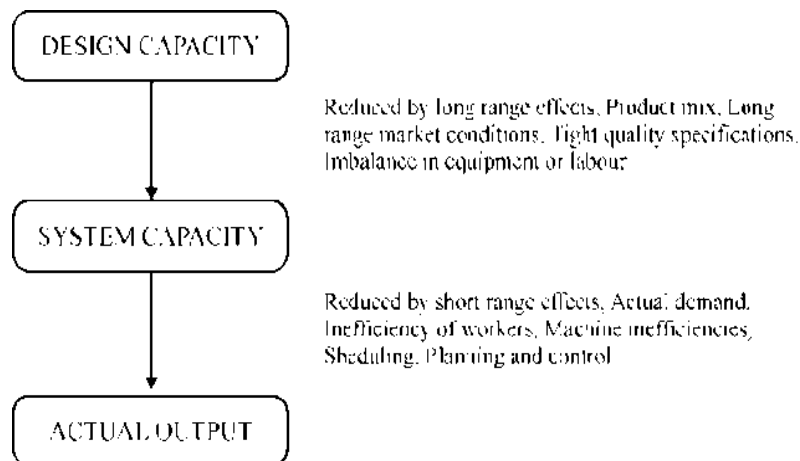 DESIGN CAPACITY
Reduced by long range effects, Product mix, Long
range market conditions, Tight quality specifications,
Imbalance in equipment or labour
SYSTEM CAPACITY
Reduced by short range effects, Actual demand,
Inefficiency of workers, Machine inefficiencies,
Sheduling, Planning and control
ACTUAL OUTPUT